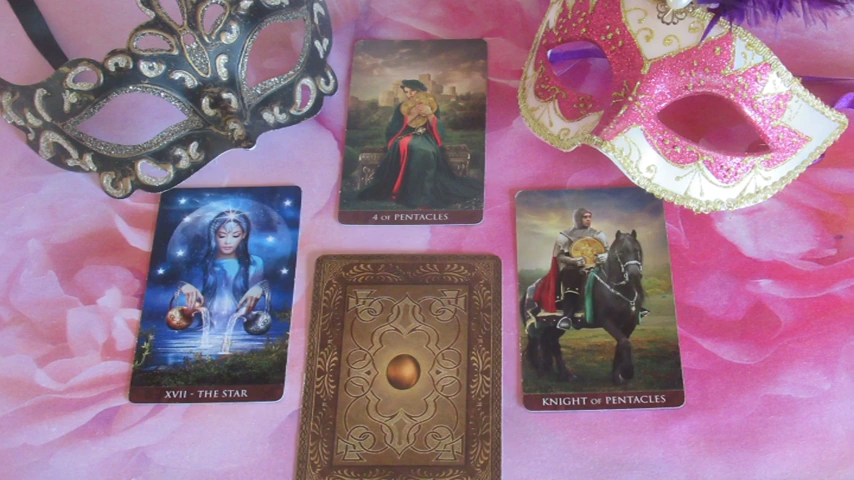 4 OF PENTACLES
XVII - THE STAR
KNIGHT OF PENTACLES